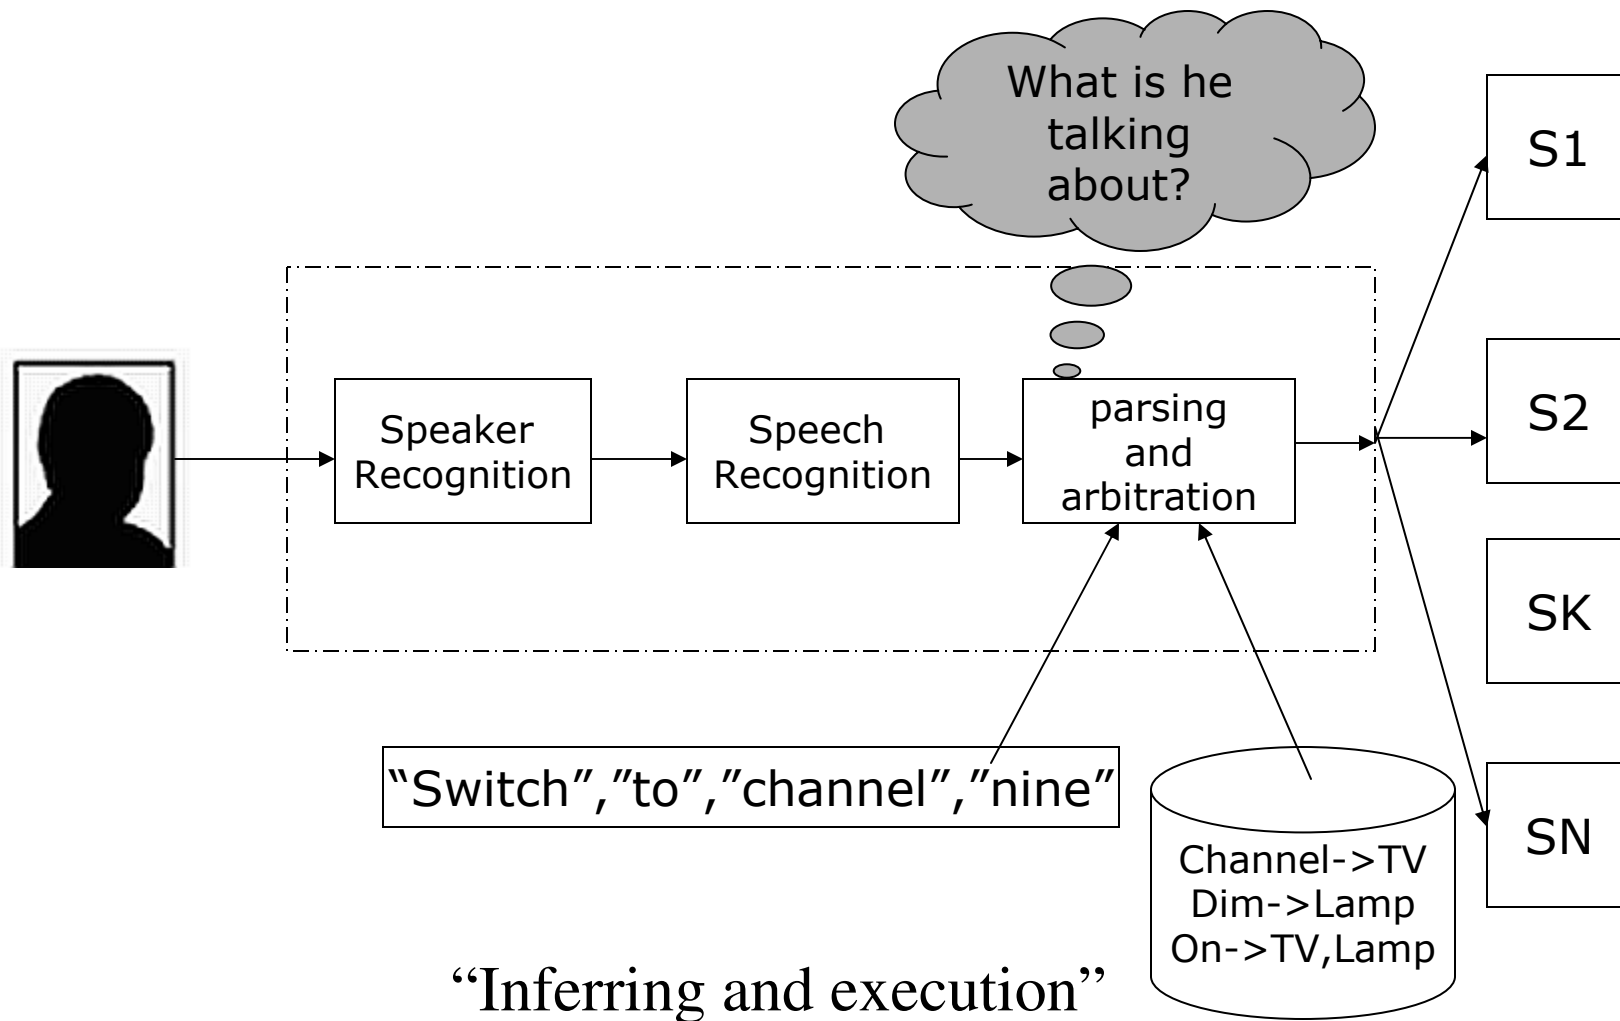 What is he
talking
about?
S1
Speaker
Recognition
Speech
Recognition
parsing
and
arbitration
S2
SK
“Switch”,”to”,”channel”,”nine”
SN
Channel->TV
Dim->Lamp
On->TV,Lamp
“Inferring and execution”